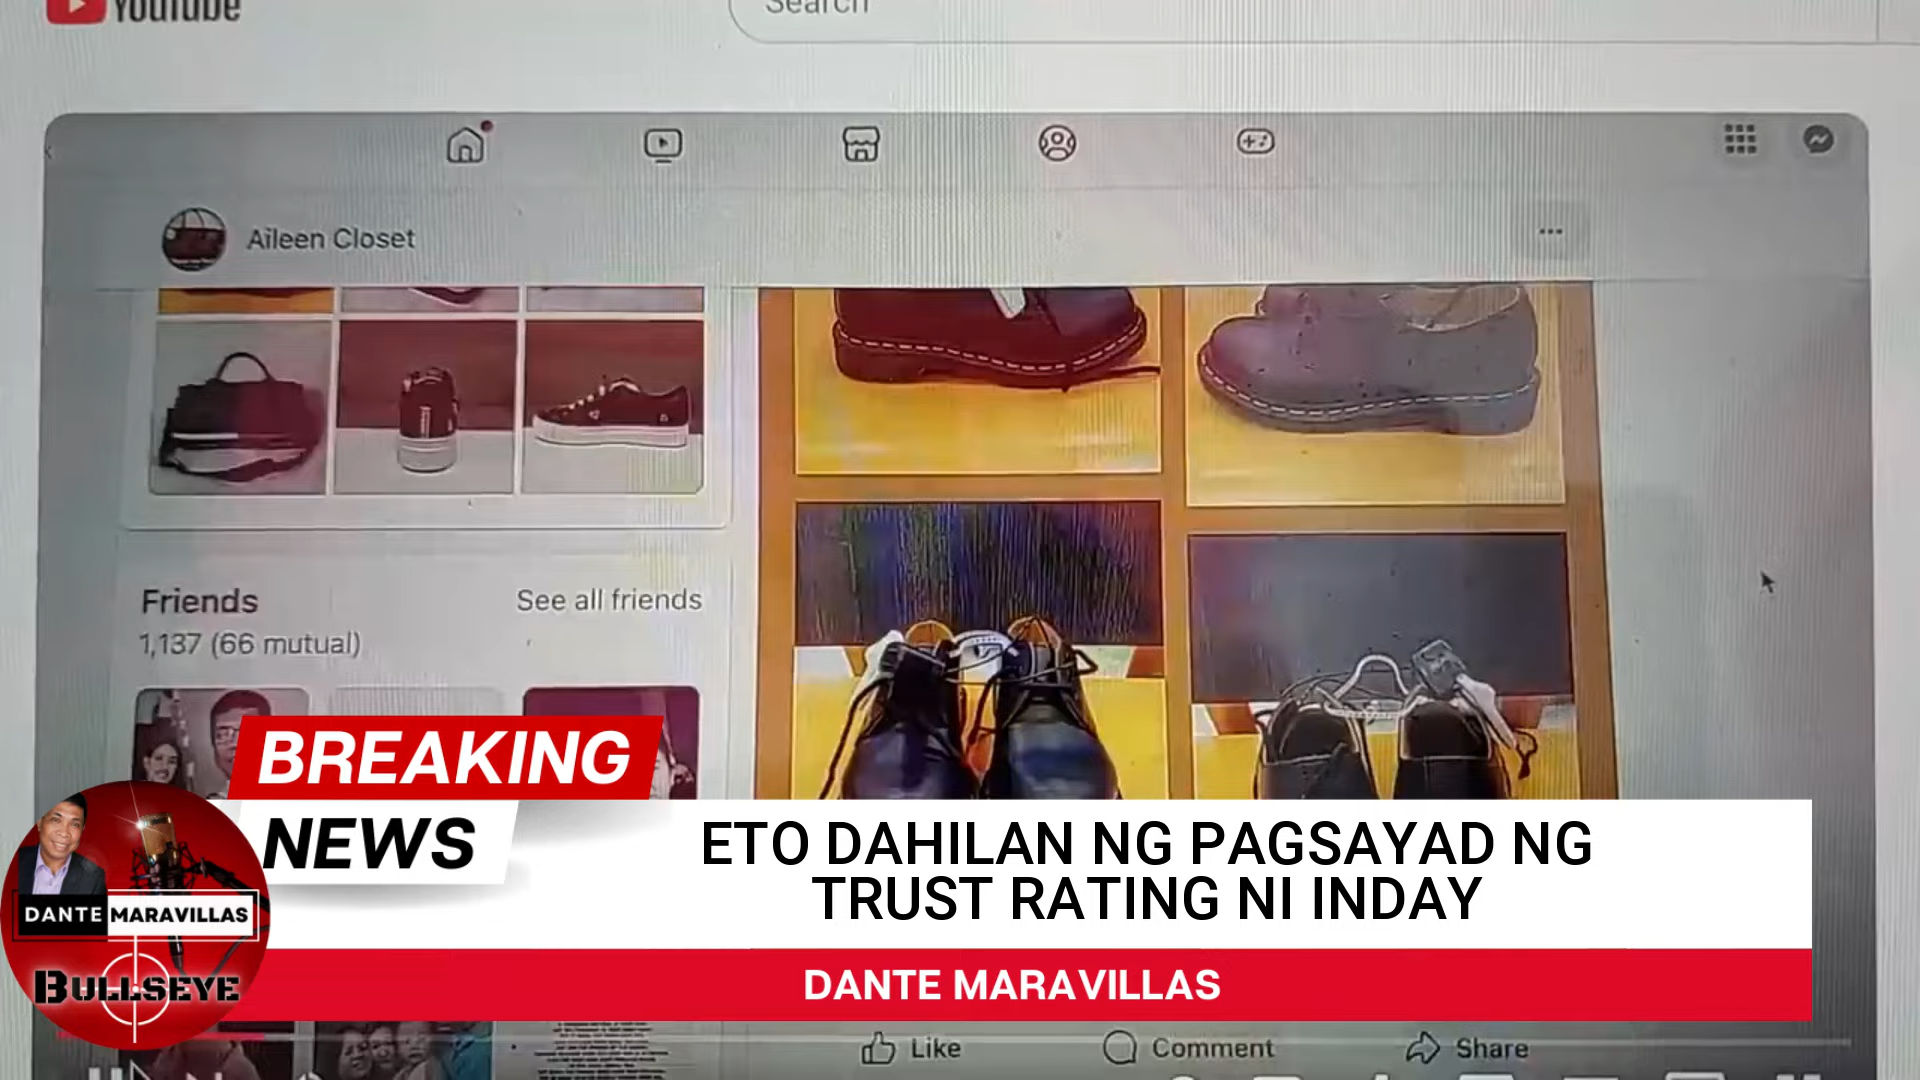 YouTube
Search
Aileen Closet
Friends
See all friends
1,137 (66 mutual)
BREAKING
NEWS
ETO DAHILAN NG PAGSAYAD NG
TRUST RATING NI INDAY
DANTE MARAVILLAS
BULLSEYE
DANTE MARAVILLAS
Like
Comment
Share